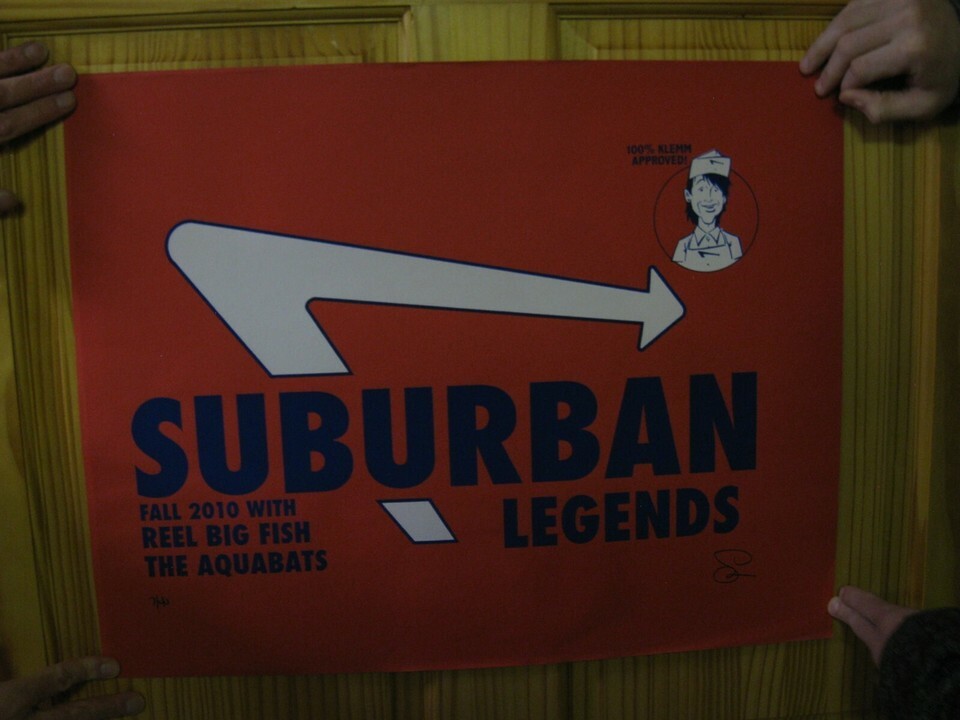 100% KLEMM
APPROVED!
SUBURBAN
LEGENDS
FALL 2010 WITH
REEL BIG FISH
THE AQUABATS